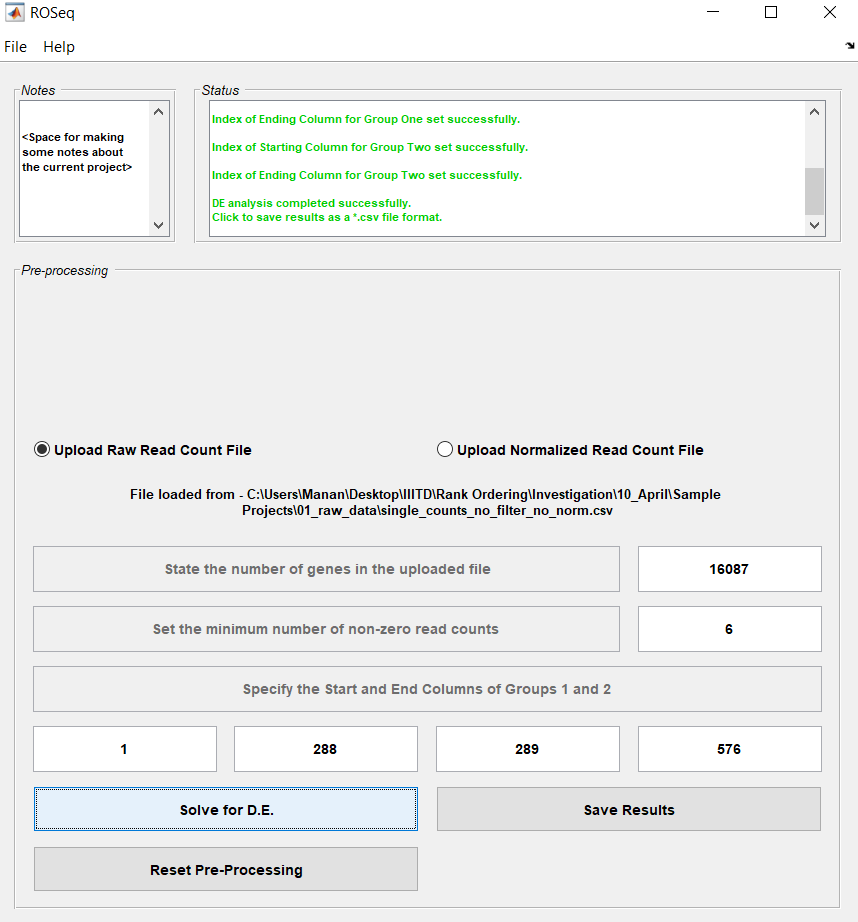 ROSeq
File Help
Notes
<Space for making
some notes about
the current project>
Status
Index of Ending Column for Group One set successfully.
Index of Starting Column for Group Two set successfully.
Index of Ending Column for Group Two set successfully.
DE analysis completed successfully.
Click to save results as a *.csv file format.
Pre-processing
Upload Raw Read Count File Upload Normalized Read Count File
File loaded from - C:\Users\Manan\Desktop\IIITD\Rank Ordering\Investigation\10_April\Sample
Projects\01_raw_data\single_counts_no_filter_no_norm.csv
State the number of genes in the uploaded file 16087
Set the minimum number of non-zero read counts 6
Specify the Start and End Columns of Groups 1 and 2
1 288 289 576
Solve for D.E. Save Results
Reset Pre-Processing